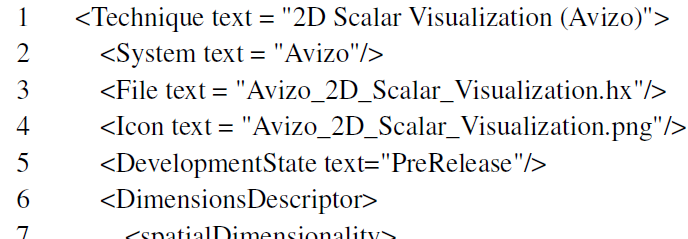 1 <Technique text = "2D Scalar Visualization (Avizo)">
2 <System text = "Avizo"/>
3 <File text = "Avizo_2D_Scalar_Visualization.hx"/>
4 <Icon text = "Avizo_2D_Scalar_Visualization.png"/>
5 <DevelopmentState text="PreRelease"/>
6 <DimensionsDescriptor>
7 <spatialDimensionality>